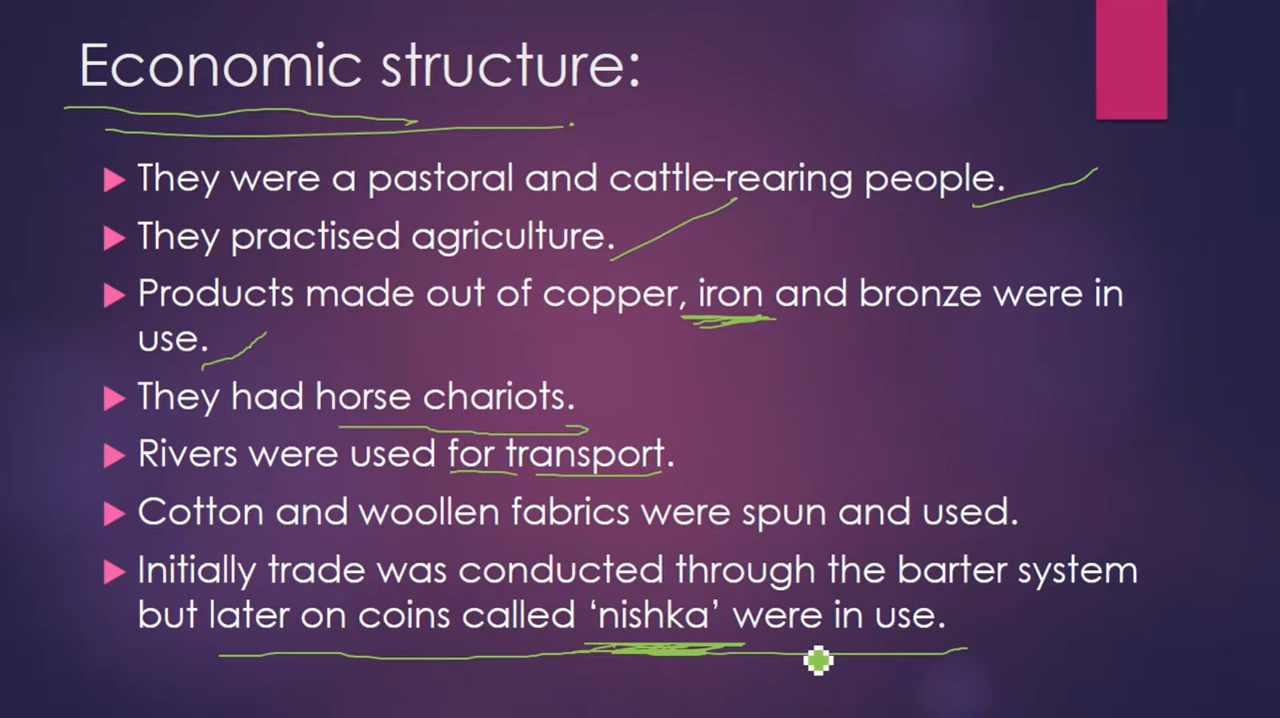 Economic structure:
They were a pastoral and cattle-rearing people.
They practised agriculture.
Products made out of copper, iron and bronze were in
use.
They had horse chariots.
Rivers were used for transport.
Cotton and woollen fabrics were spun and used.
Initially trade was conducted through the barter system
but later on coins called ‘nishka’ were in use.